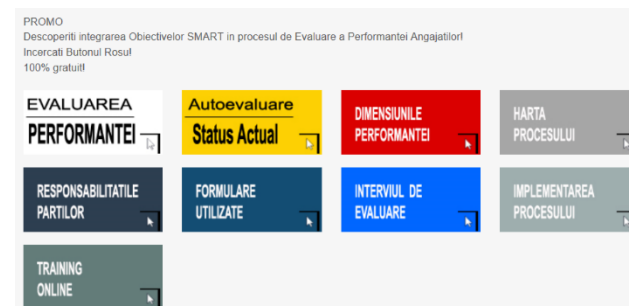 PROMO
Descoperiti integrarea Obiectivelor SMART in procesul de Evaluare a Performantei Angajatilor!
Incercati Butonul Rosu!
100% gratuit!
EVALUAREA
PERFORMANTEI
Autoevaluare
Status Actual
DIMENSIUNILE
PERFORMANTEI
HARTA
PROCESULUI
RESPONSABILITATILE
PARTILOR
FORMULARE
UTILIZATE
INTERVIUL DE
EVALUARE
IMPLEMENTAREA
PROCESULUI
TRAINING
ONLINE